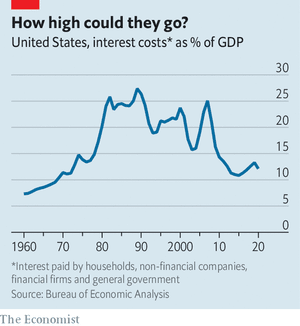 How high could they go?
United States, interest costs* as % of GDP
30
25
20
15
10
5
0
1960 70 80 90 2000 10 20
*Interest paid by households, non-financial companies,
financial firms and general government
Source: Bureau of Economic Analysis
The Economist